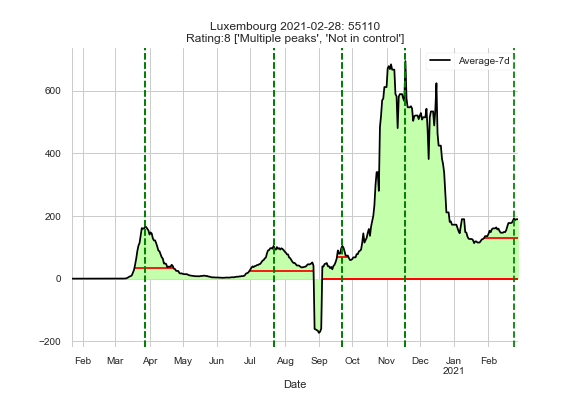 Luxembourg 2021-02-28: 55110
Rating:8 ['Multiple peaks', 'Not in control']
Average-7d
600
400
200
0
−200
Feb Mar Apr May Jun Jul Aug Sep Oct Nov Dec Jan Feb
2021
Date